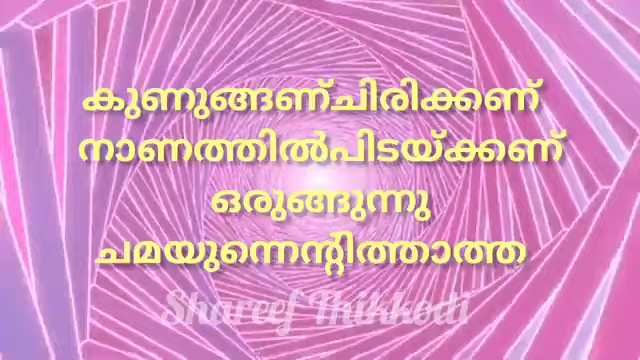 കുണുങ്ങണ്ചിരിക്കണ്
നാണത്തിൽപിടയ്ക്കണ്
ഒരുങ്ങുന്നു
ചമയുന്നെന്റിത്താത്ത
Shareef Thikkodi